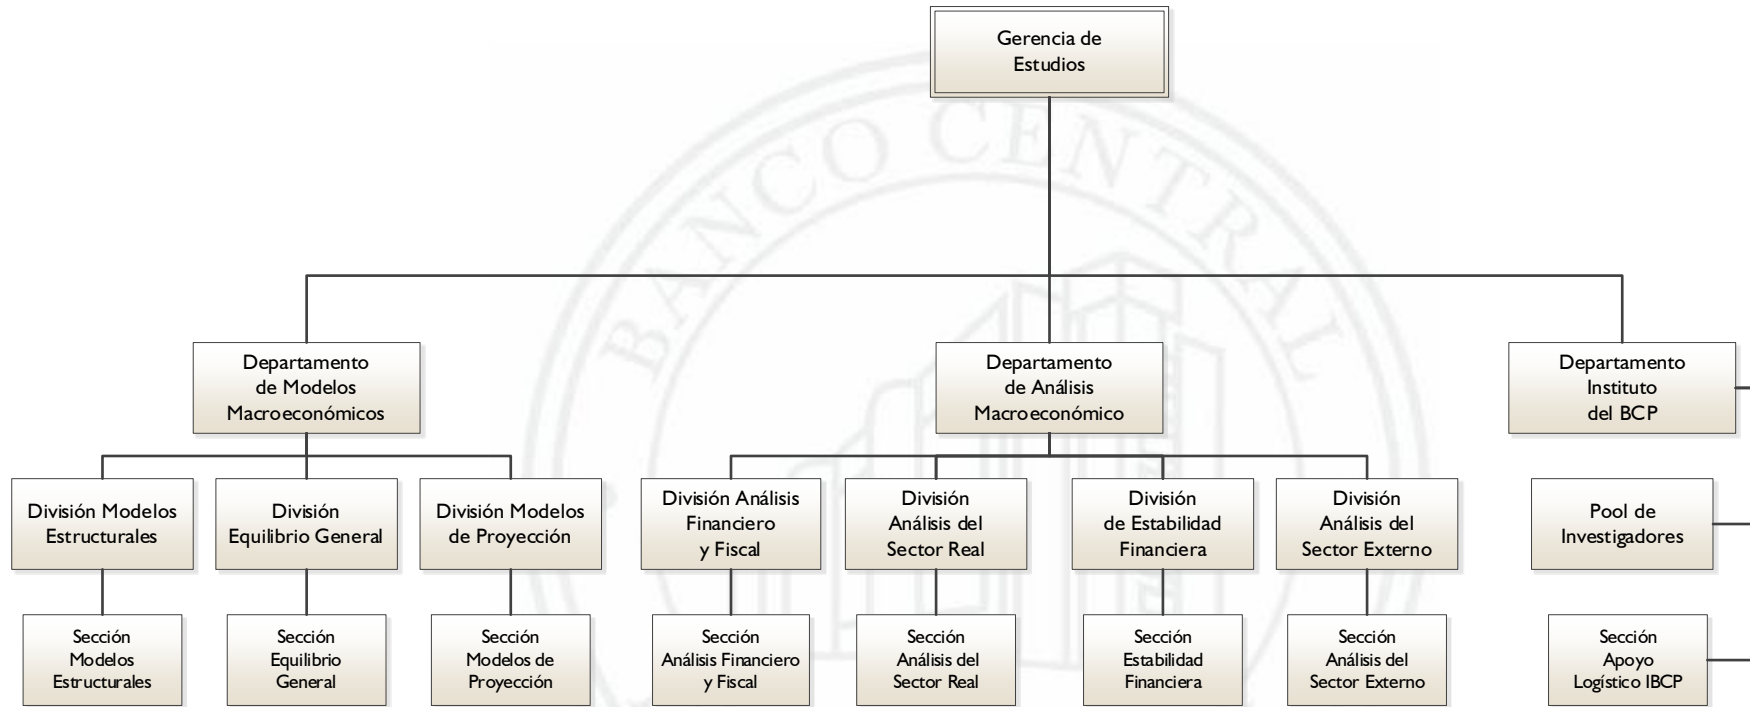 Gerencia de
Estudios
BANCO CENTRAL
Departamento
de Modelos
Macroeconómicos
Departamento
de Análisis
Macroeconómico
Departamento
Instituto
del BCP
División Modelos
Estructurales
División
Equilibrio General
División Modelos
de Proyección
División Análisis
Financiero
y Fiscal
División
Análisis del
Sector Real
División
de Estabilidad
Financiera
División
Análisis del
Sector Externo
Pool de
Investigadores
Sección
Modelos
Estructurales
Sección
Equilibrio
General
Sección
Modelos de
Proyección
Sección
Análisis Financiero
y Fiscal
Sección
Análisis del
Sector Real
Sección
Estabilidad
Financiera
Sección
Análisis del
Sector Externo
Sección
Apoyo
Logístico IBCP